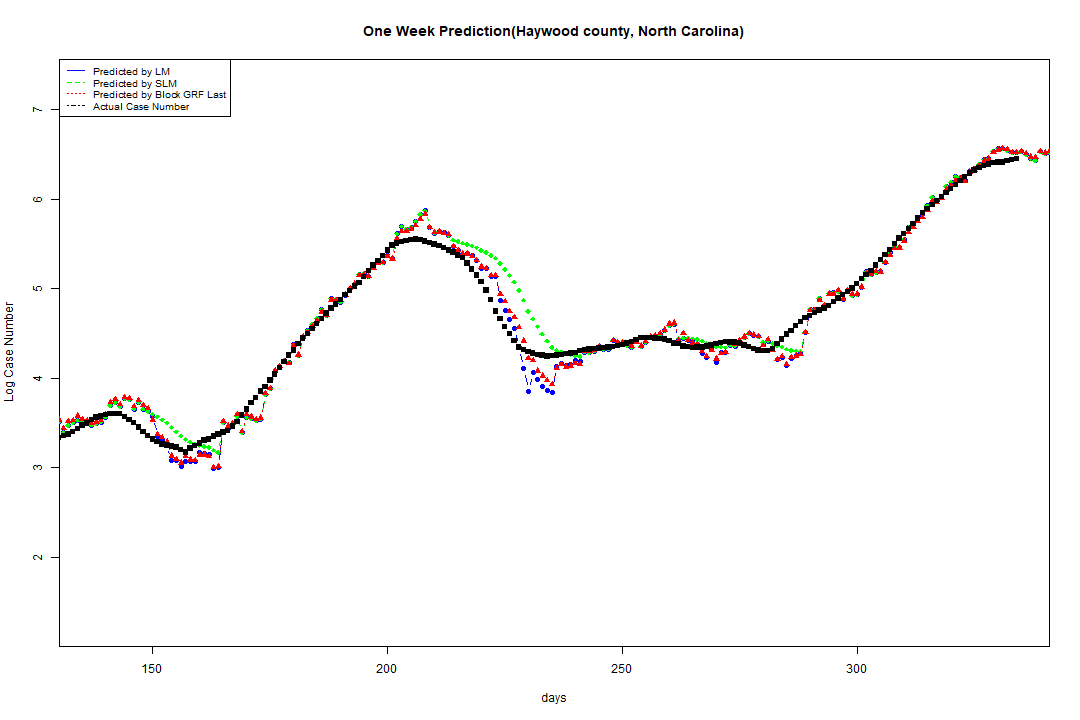 One Week Prediction(Haywood county, North Carolina)
Predicted by LM
Predicted by SLM
Predicted by Block GRF Last
Actual Case Number
7
6
5
4
3
2
Log Case Number
150 200 250 300
days